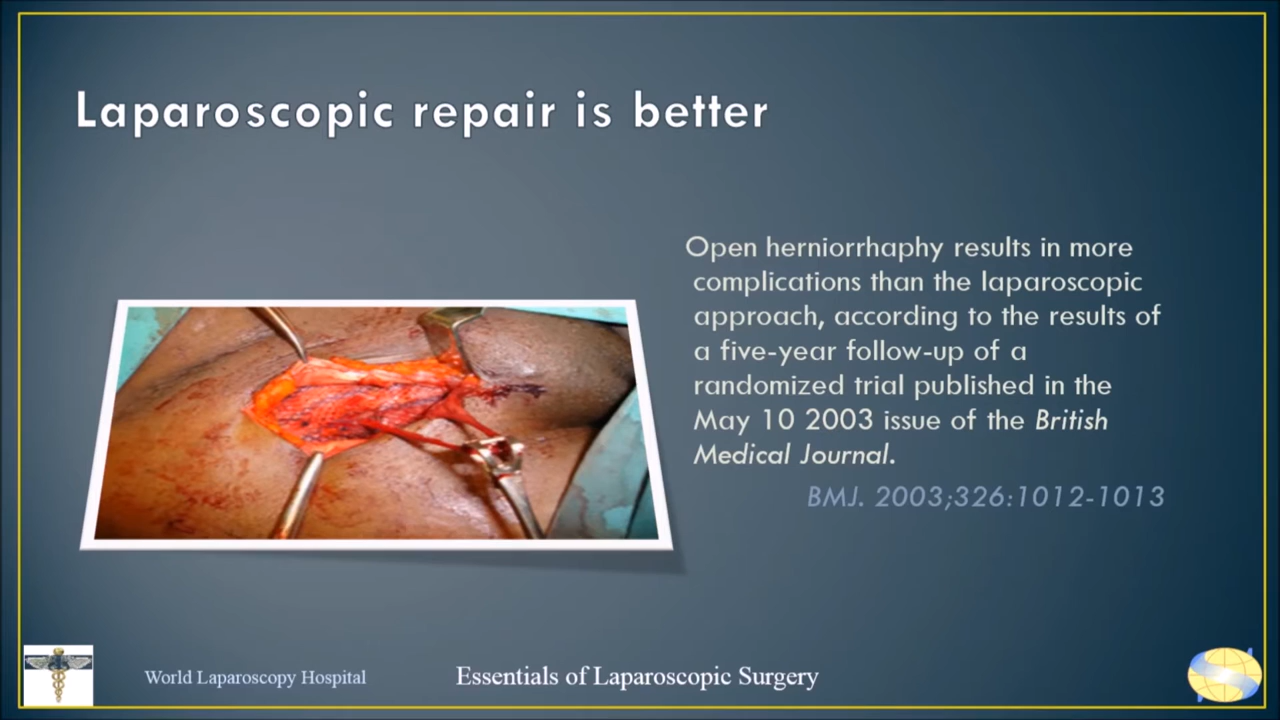 Laparoscopic repair is better
Open herniorrhaphy results in more
complications than the laparoscopic
approach, according to the results of
a five-year follow-up of a
randomized trial published in the
May 10 2003 issue of the British
Medical Journal.
BMJ. 2003;326:1012-1013
World Laparoscopy Hospital
Essentials of Laparoscopic Surgery